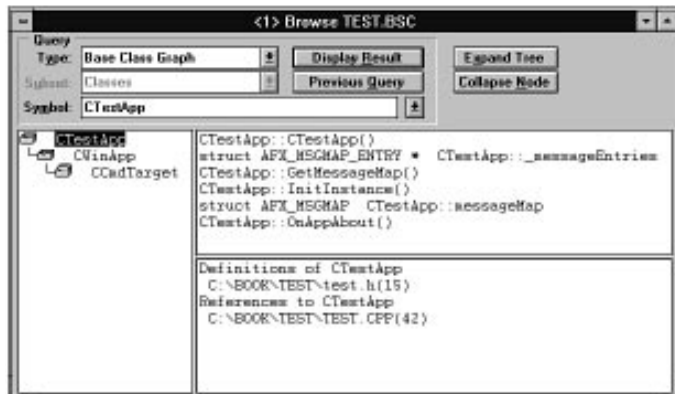 <1> Browse TEST.BSC
Query
Type: Base Class Graph
Display Result
Expand Tree
Subset: Classes
Previous Query
Collapse Node
Symbol: CTestApp
CTestApp
CWinApp
CCmdTarget
CTestApp::CTestApp()
struct AFX_MSGMAP_ENTRY * CTestApp::_messageEntries
CTestApp::GetMessageMap()
CTestApp::InitInstance()
struct AFX_MSGMAP CTestApp::messageMap
CTestApp::OnAppAbout()
Definitions of CTestApp
C:\BOOK\TEST\test.h(15)
References to CTestApp
C:\BOOK\TEST\TEST.CPP(42)